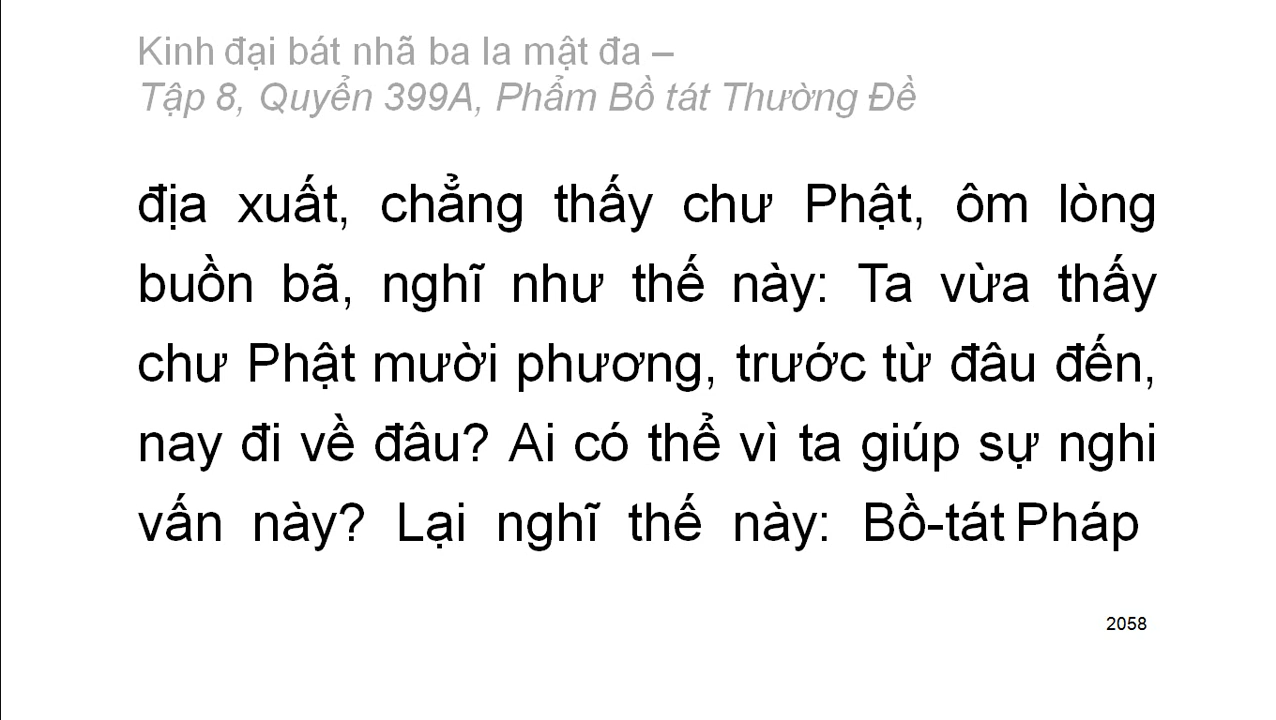 Kinh đại bát nhã ba la mật đa –
Tập 8, Quyển 399A, Phẩm Bồ tát Thường Đề
địa xuất, chẳng thấy chư Phật, ôm lòng
buồn bã, nghĩ như thế này: Ta vừa thấy
chư Phật mười phương, trước từ đâu đến,
nay đi về đâu? Ai có thể vì ta giúp sự nghi
vấn này? Lại nghĩ thế này: Bồ-tát Pháp
2058